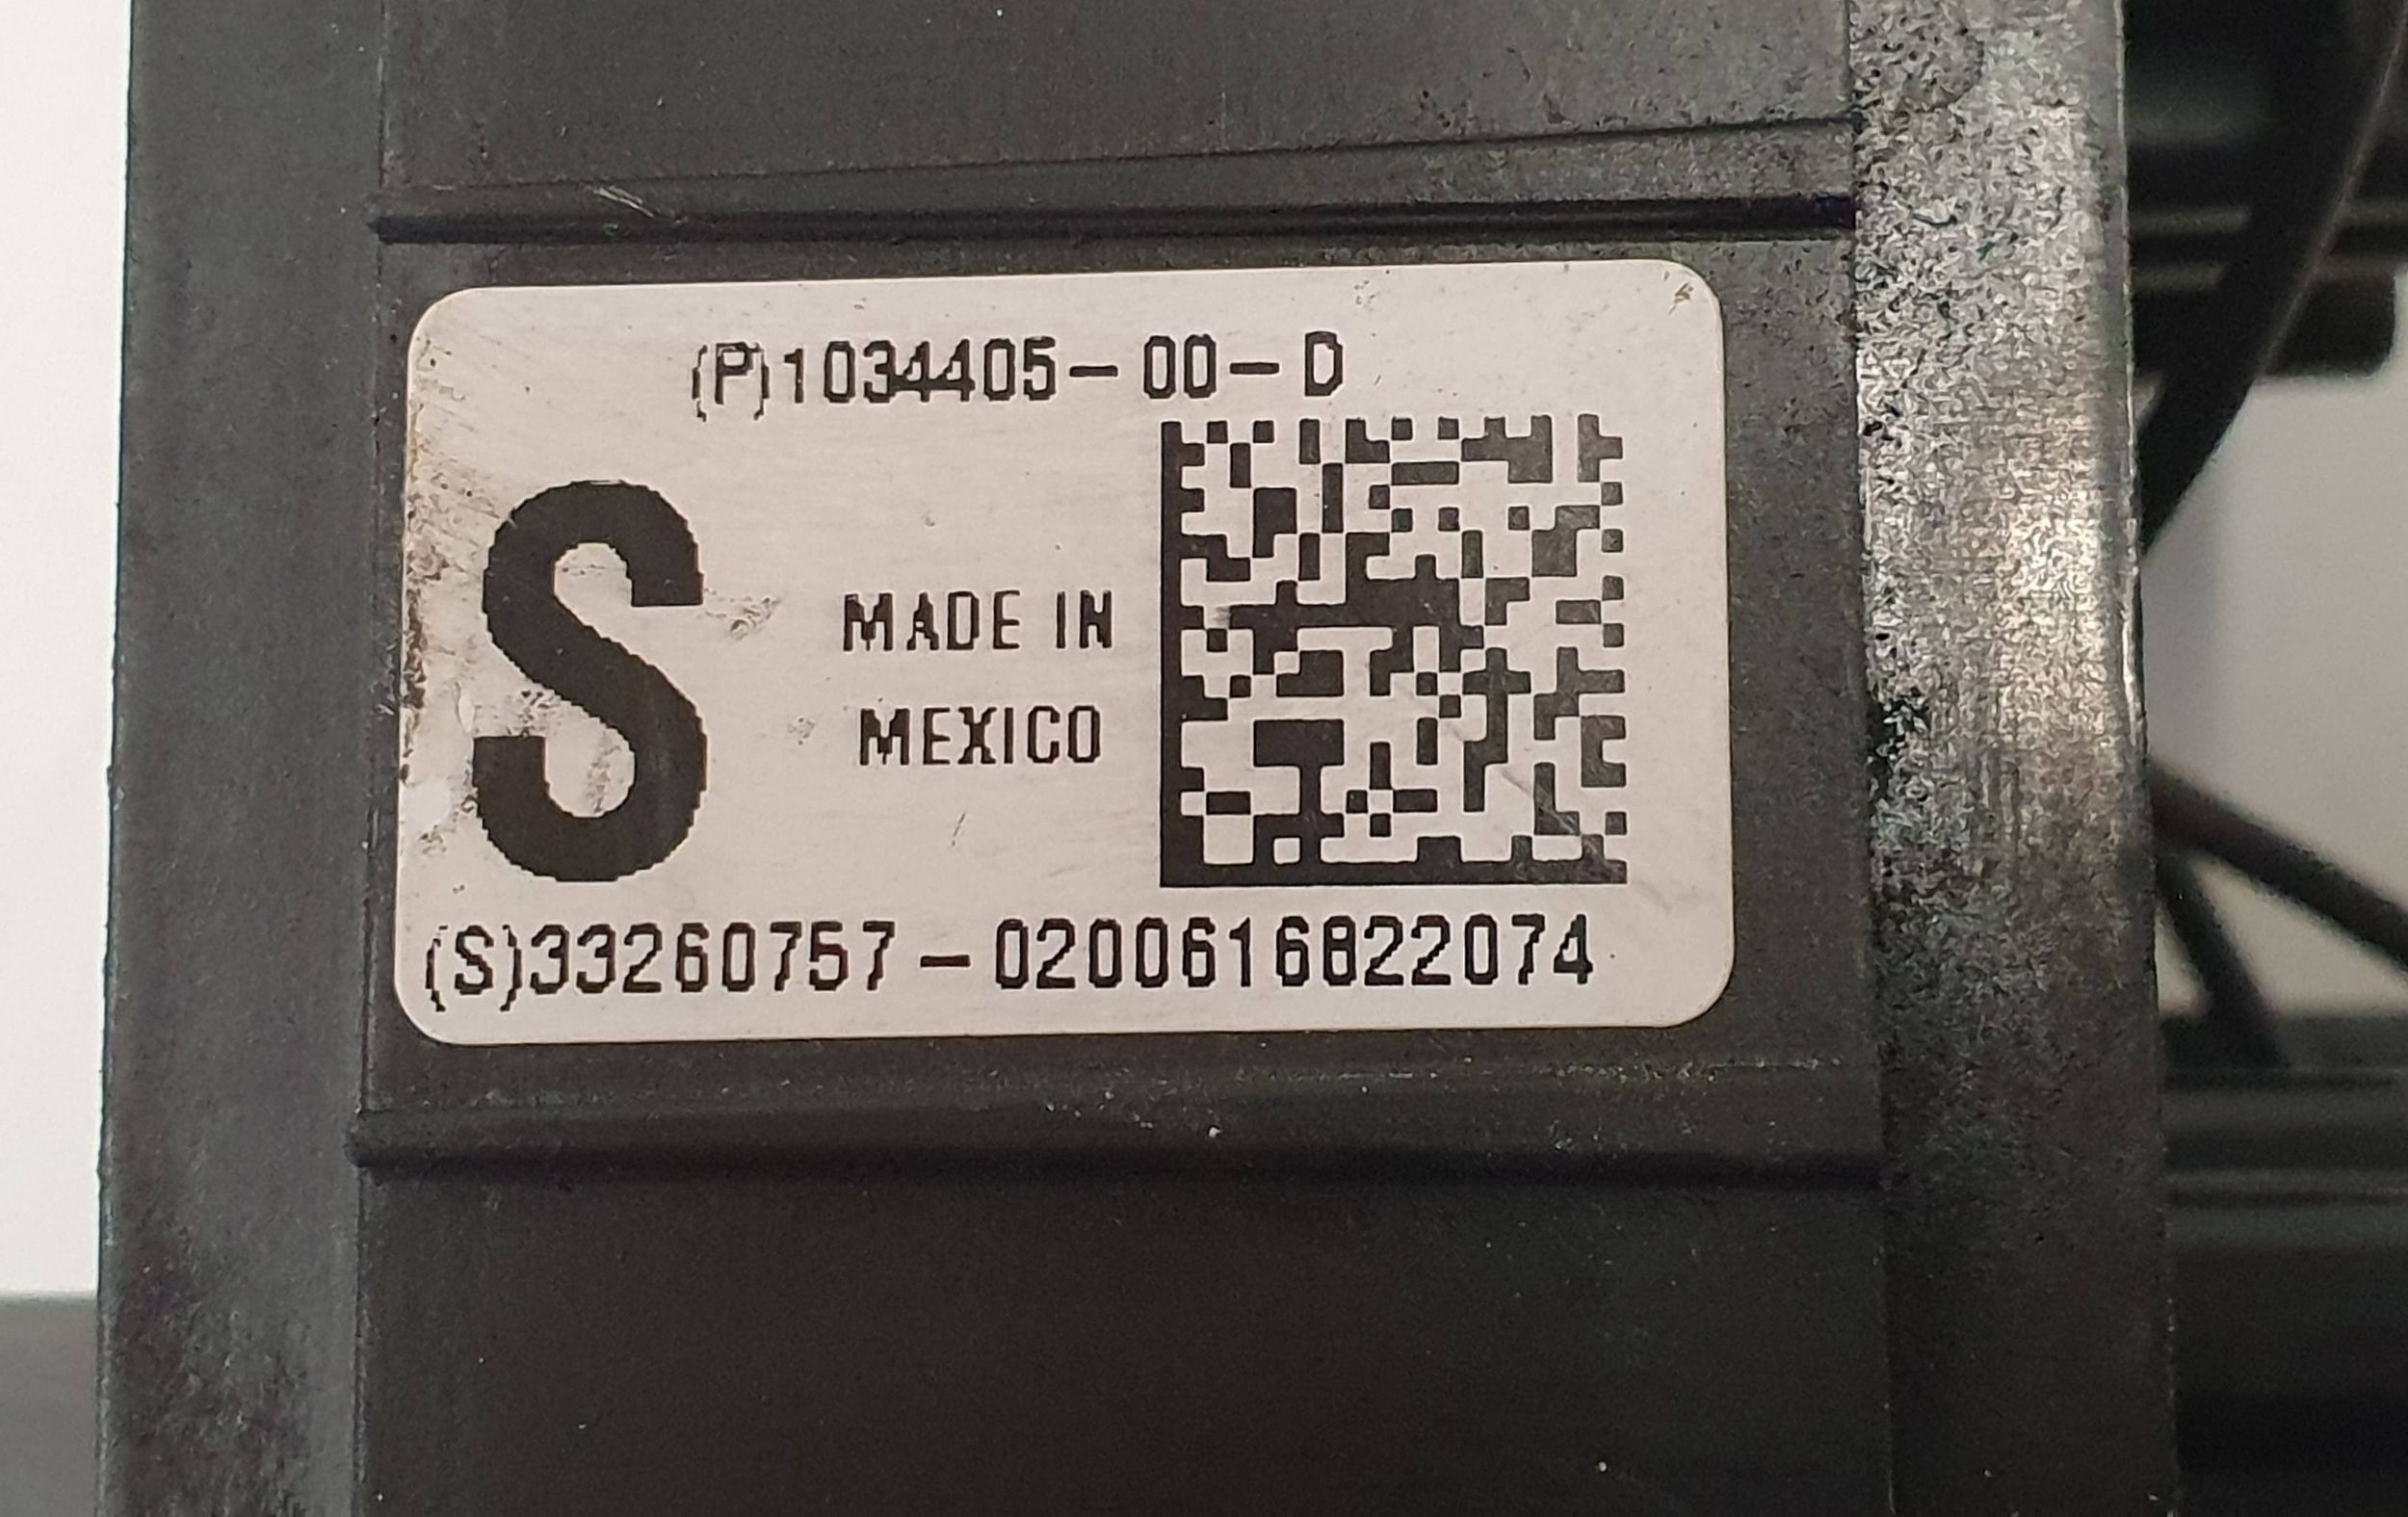 (P)1034405-00-D
S
MADE IN
MEXICO
(S)33260757-0200616822074